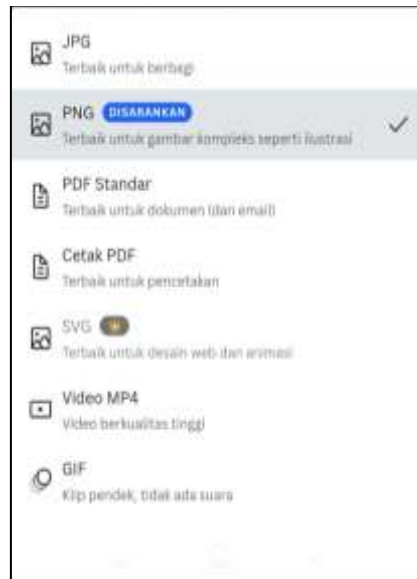 JPG
Terbaik untuk berbagi
PNG DISARANKAN
Terbaik untuk gambar kompleks seperti ilustrasi
PDF Standar
Terbaik untuk dokumen (dan email)
Cetak PDF
Terbaik untuk pencetakan
SVG
Terbaik untuk desain web dan animasi
Video MP4
Video berkualitas tinggi
GIF
Klip pendek, tidak ada suara